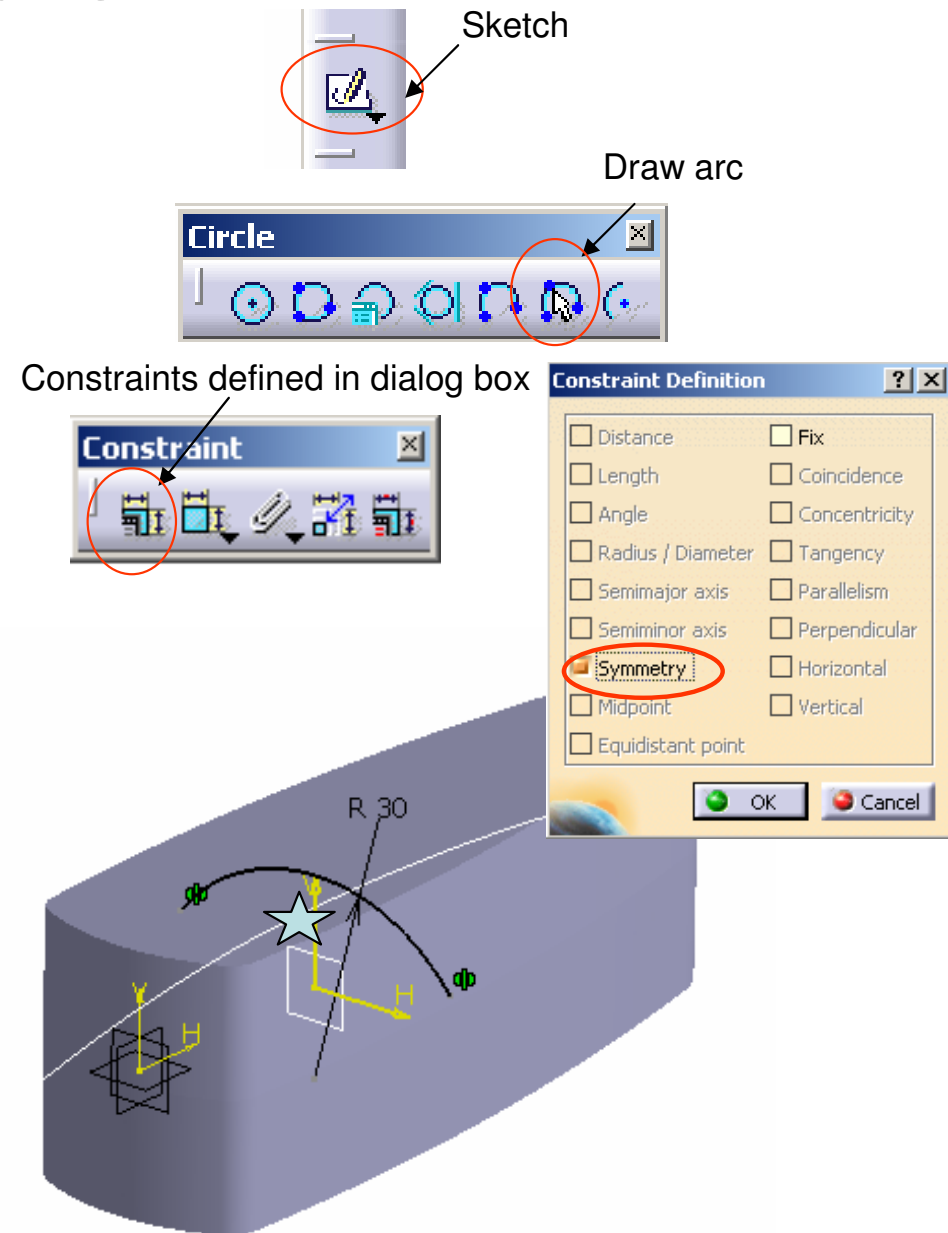 Sketch
Draw arc
Circle
Constraints defined in dialog box
Constraint
Constraint Definition
Distance
Fix
Length
Coincidence
Angle
Concentricity
Radius / Diameter
Tangency
Semimajor axis
Parallelism
Semiminor axis
Perpendicular
Symmetry
Horizontal
Midpoint
Vertical
Equidistant point
OK
Cancel
R 30
V
H
V
H